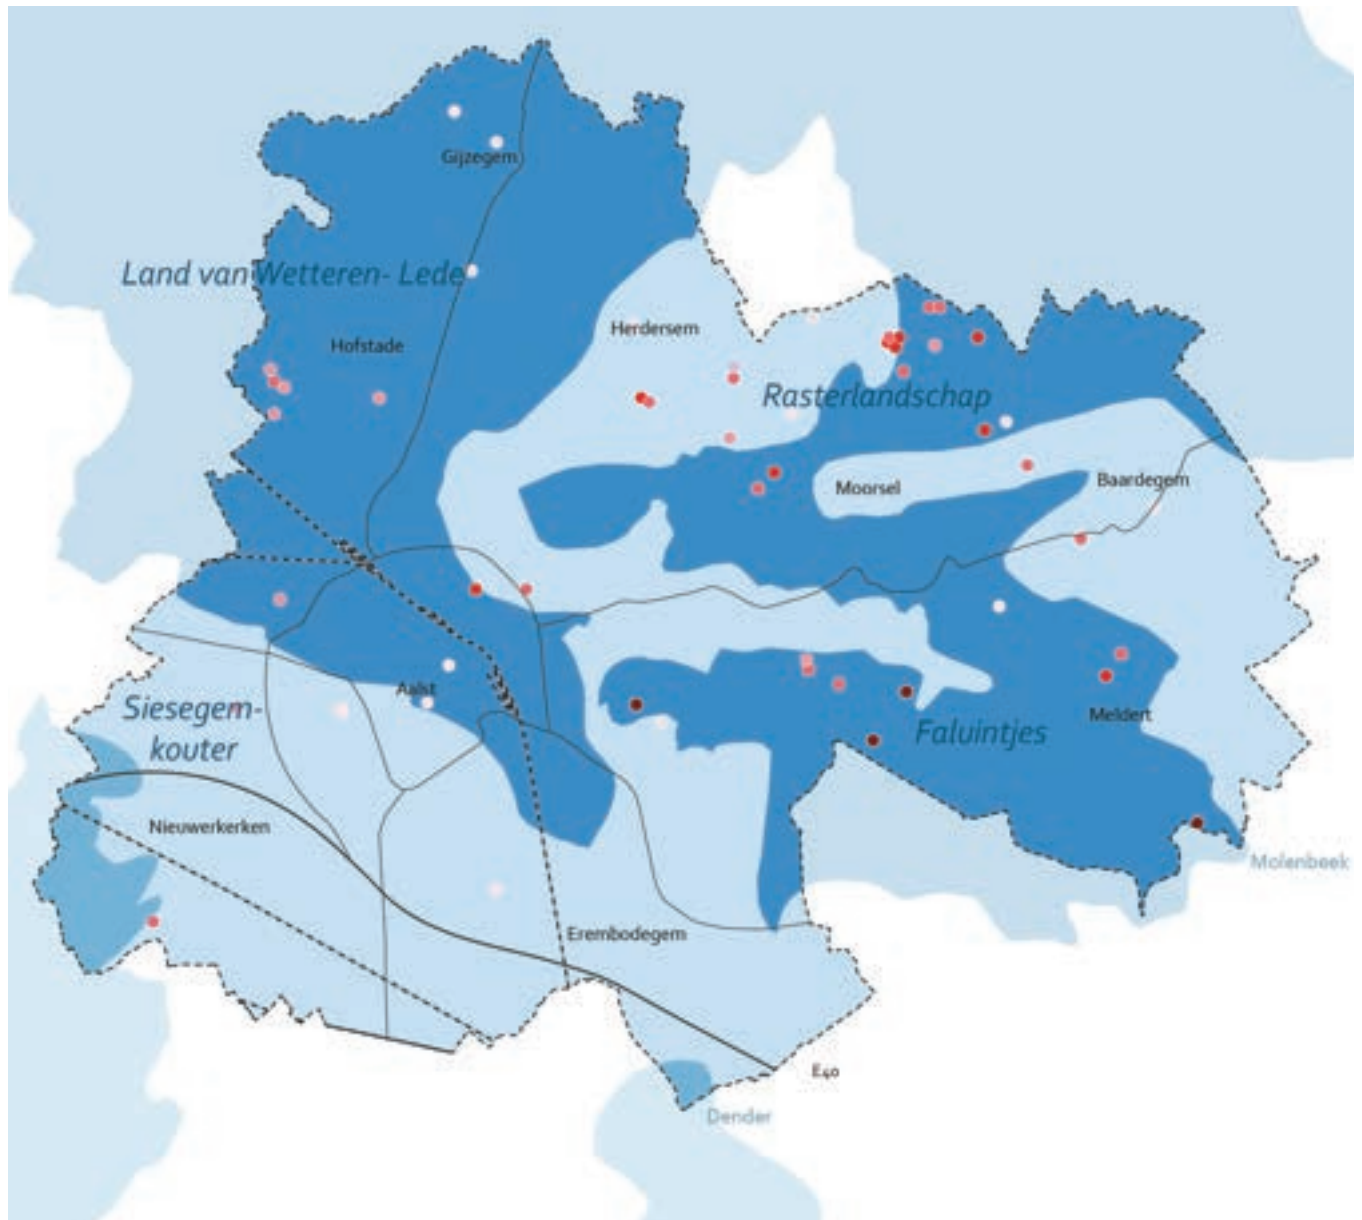 Gijzegem
Land van Wetteren- Lede
Hofstade
Herdersem
Rasterlandschap
Moorsel
Baardegem
Aalst
Siesegem-
kouter
Meldert
Faluintjes
Nieuwerkerken
Molenbeek
Erembodegem
E40
Dender